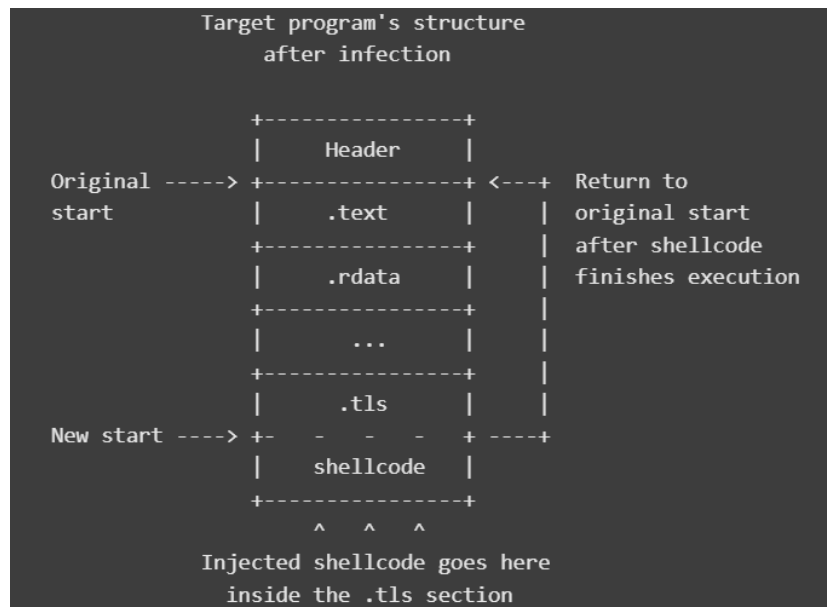 Target program's structure
after infection
+----------------+
|     Header     |
Original -----> +----------------+ <---+  Return to
start           |     .text      |     |  original start
+----------------+     |  after shellcode
|     .rdata     |     |  finishes execution
+----------------+     |
|      ...       |     |
+----------------+     |
|      .tls      |     |
New start ----> +-   -   -   -   + ----+
|   shellcode    |
+----------------+
^   ^   ^
Injected shellcode goes here
inside the .tls section